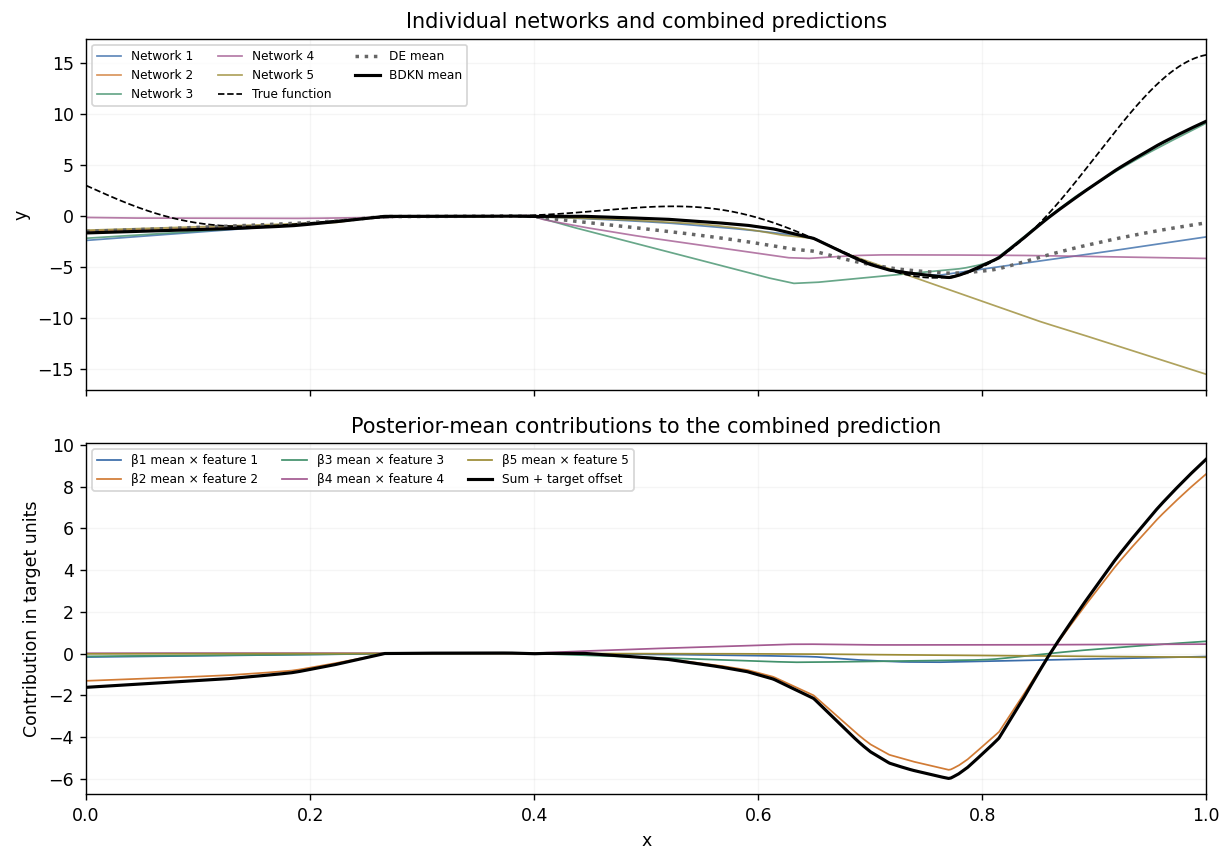 Individual networks and combined predictions
Network 1
Network 2
Network 3
Network 4
Network 5
True function
DE mean
BDKN mean
y
15
10
5
0
−5
−10
−15
Posterior-mean contributions to the combined prediction
β1 mean × feature 1
β2 mean × feature 2
β3 mean × feature 3
β4 mean × feature 4
β5 mean × feature 5
Sum + target offset
Contribution in target units
10
8
6
4
2
0
−2
−4
−6
0.0
0.2
0.4
0.6
0.8
1.0
x